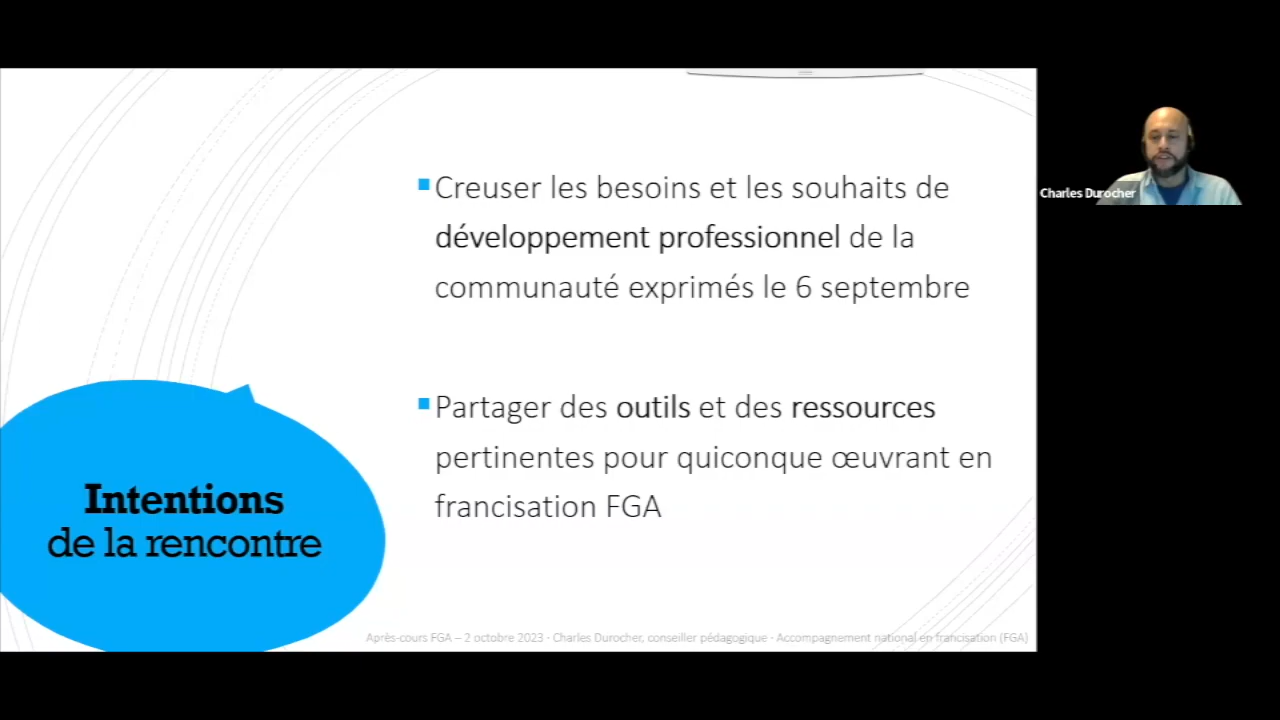 Creuser les besoins et les souhaits de
développement professionnel de la
communauté exprimés le 6 septembre
Partager des outils et des ressources
pertinentes pour quiconque œuvrant en
francisation FGA
Intentions
de la rencontre
Après-cours FGA – 2 octobre 2023 - Charles Durocher, conseiller pédagogique - Accompagnement national en francisation (FGA)
Charles Durocher